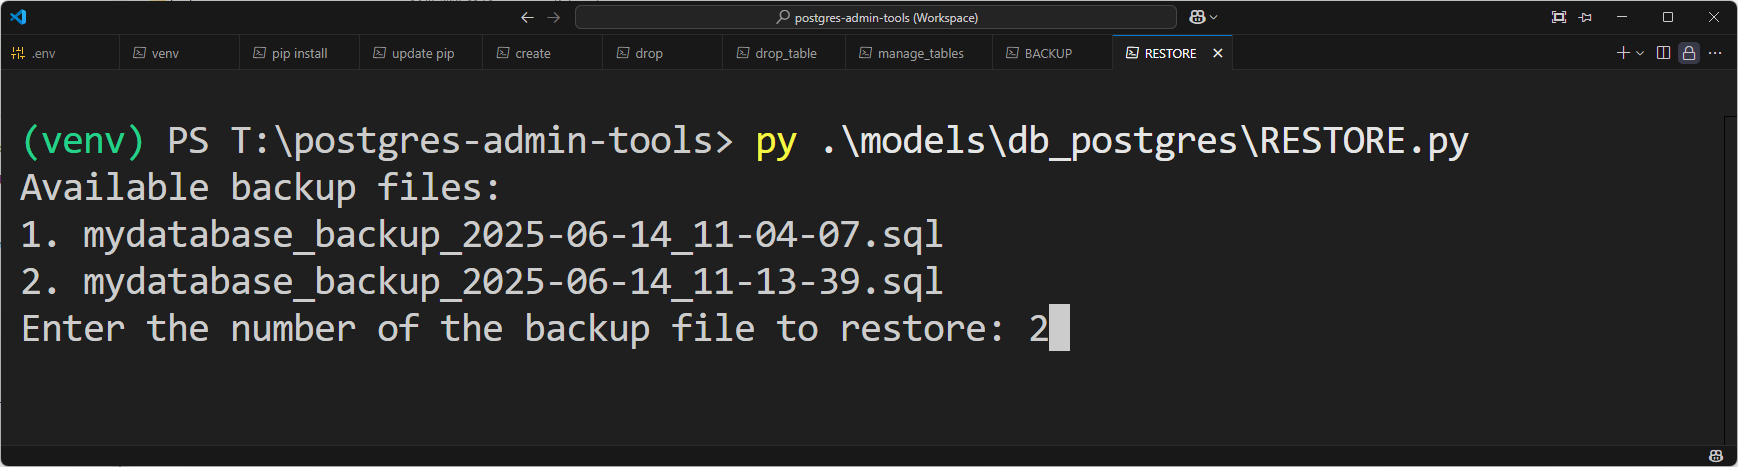 postgres-admin-tools (Workspace)
.env venv pip install update pip create drop drop_table manage_tables BACKUP RESTORE
(venv) PS T:\postgres-admin-tools> py .\models\db_postgres\RESTORE.py
Available backup files:
1. mydatabase_backup_2025-06-14_11-04-07.sql
2. mydatabase_backup_2025-06-14_11-13-39.sql
Enter the number of the backup file to restore: 2